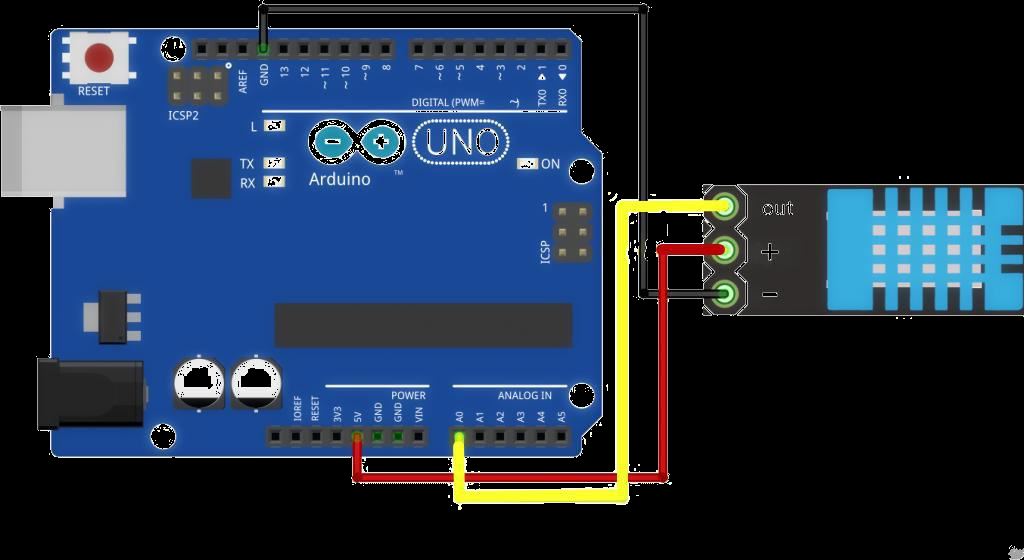 RESET
ICSP2
AREF
GND
13
12
~11
~10
~9
8
7
~6
~5
4
~3
2
TX0 1
RX0 0
DIGITAL (PWM=
L
TX
RX
Arduino
TM
UNO
ON
1
ICSP
out
+
−
POWER
ANALOG IN
IOREF
RESET
3V3
5V
GND
GND
VIN
A0
A1
A2
A3
A4
A5